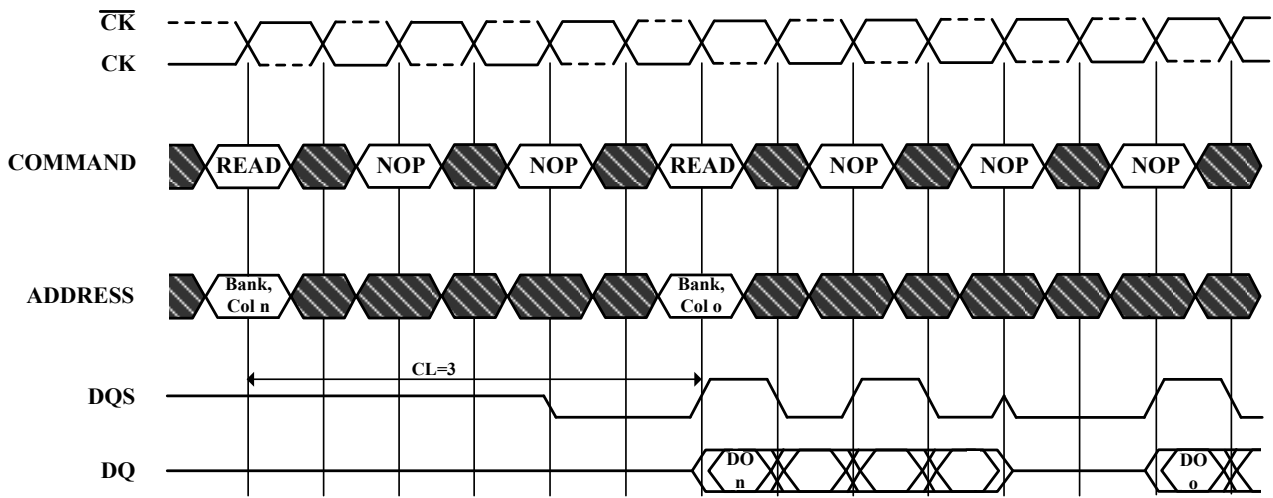 CK
CK
COMMAND READ NOP NOP READ NOP NOP NOP
ADDRESS Bank, Col n Bank, Col o
CL=3
DQS
DQ DO n DO o